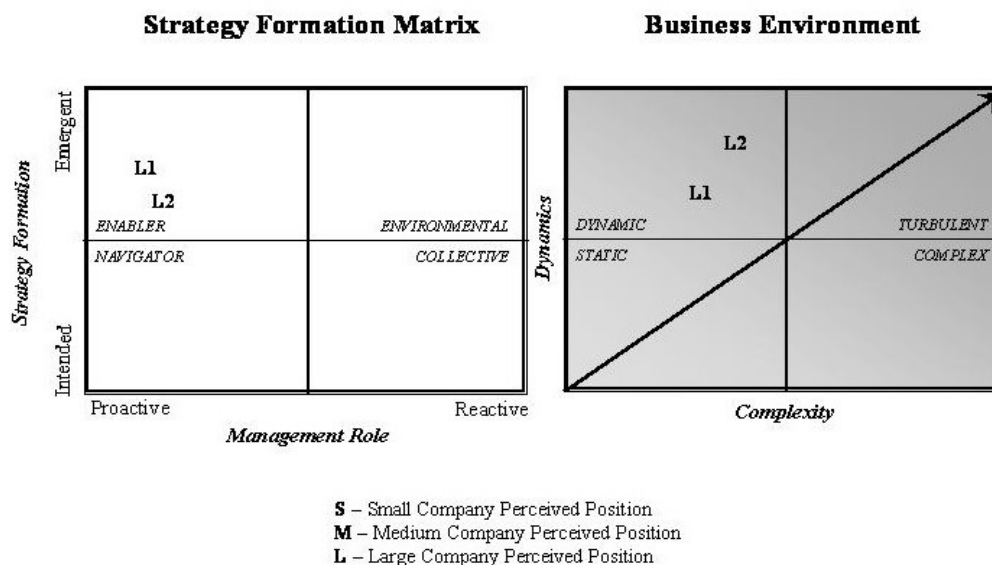 Strategy Formation Matrix
Business Environment
Emergent
Strategy Formation
Intended
L1
L2
ENABLER
ENVIRONMENTAL
NAVIGATOR
COLLECTIVE
Proactive
Reactive
Management Role
Dynamics
L2
L1
DYNAMIC
TURBULENT
STATIC
COMPLEX
Complexity
S – Small Company Perceived Position
M – Medium Company Perceived Position
L – Large Company Perceived Position